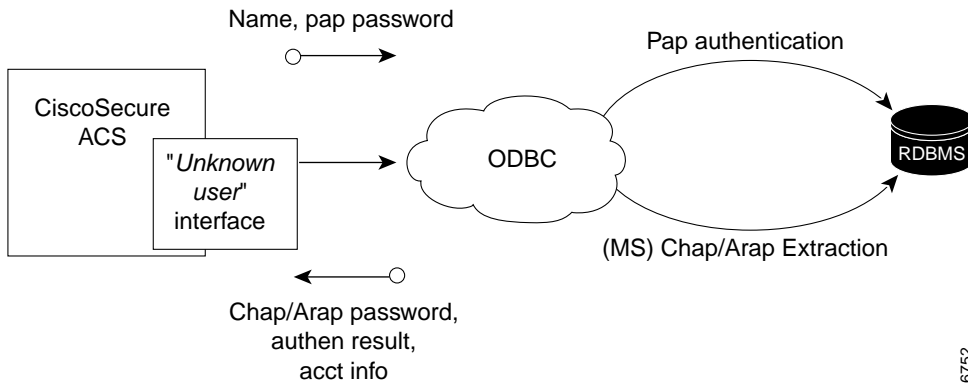 Name, pap password
Pap authentication
CiscoSecure
ACS
"Unknown
user"
interface
ODBC
RDBMS
(MS) Chap/Arap Extraction
Chap/Arap password,
authen result,
acct info
6752